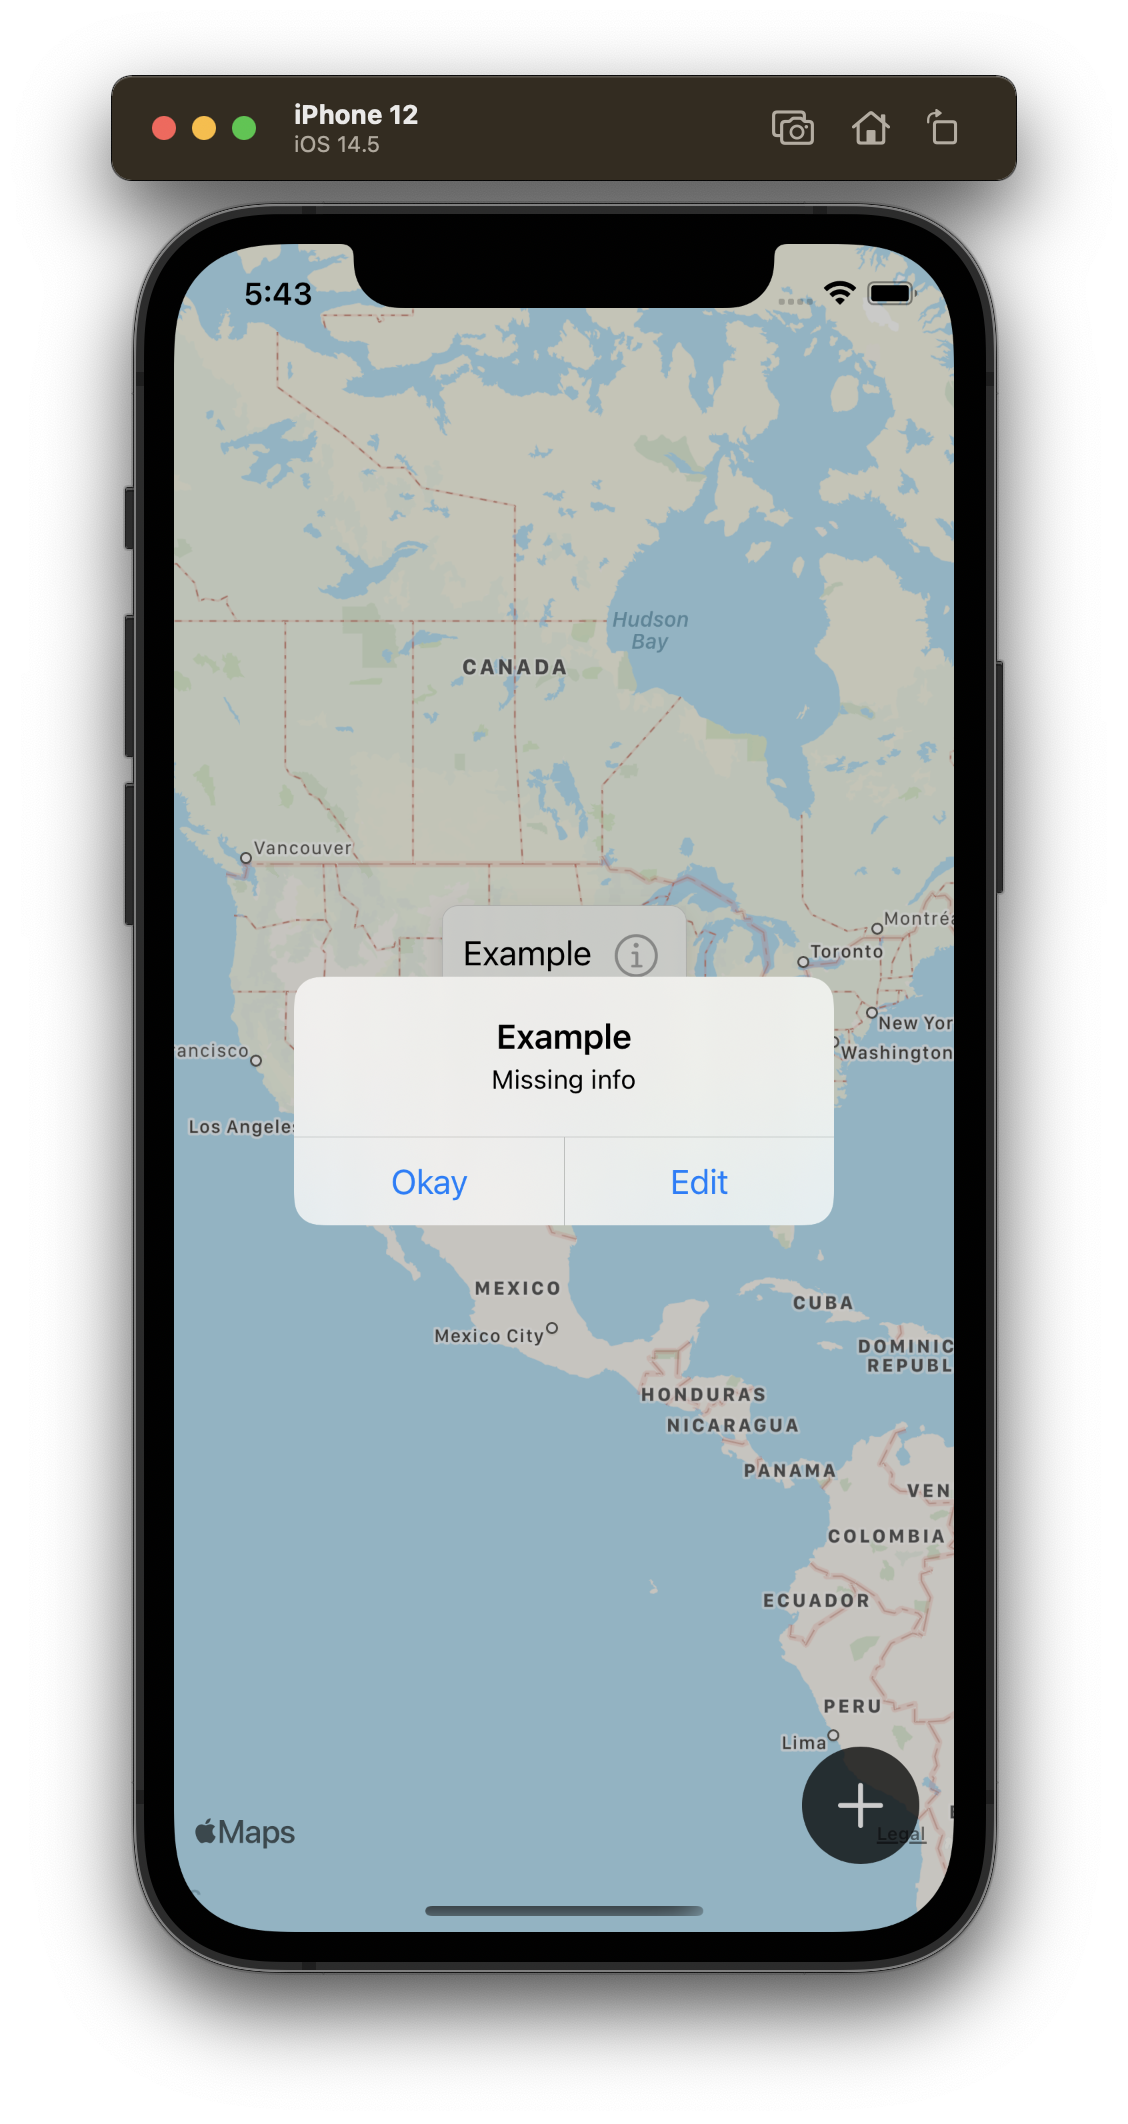 iPhone 12
iOS 14.5
5:43
Hudson
Bay
CANADA
Vancouver
Montréa
Toronto
Example
New Yor
ancisco
Washington
Example
Missing info
Los Angeles
Okay
Edit
MEXICO
CUBA
Mexico City
DOMINIC
REPUBL
HONDURAS
NICARAGUA
PANAMA
VEN
COLOMBIA
ECUADOR
PERU
Lima
Maps
Legal